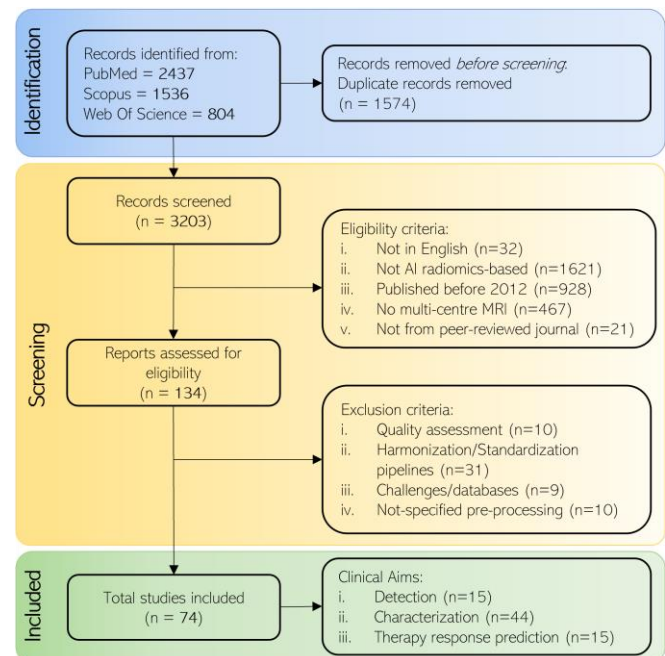 Identification
Records identified from:
PubMed = 2437
Scopus = 1536
Web Of Science = 804
Records removed before screening:
Duplicate records removed
(n = 1574)
Screening
Records screened
(n = 3203)
Eligibility criteria:
i. Not in English (n=32)
ii. Not AI radiomics-based (n=1621)
iii. Published before 2012 (n=928)
iv. No multi-centre MRI (n=467)
v. Not from peer-reviewed journal (n=21)
Reports assessed for
eligibility
(n = 134)
Exclusion criteria:
i. Quality assessment (n=10)
ii. Harmonization/Standardization
pipelines (n=31)
iii. Challenges/databases (n=9)
iv. Not-specified pre-processing (n=10)
Included
Total studies included
(n = 74)
Clinical Aims:
i. Detection (n=15)
ii. Characterization (n=44)
iii. Therapy response prediction (n=15)